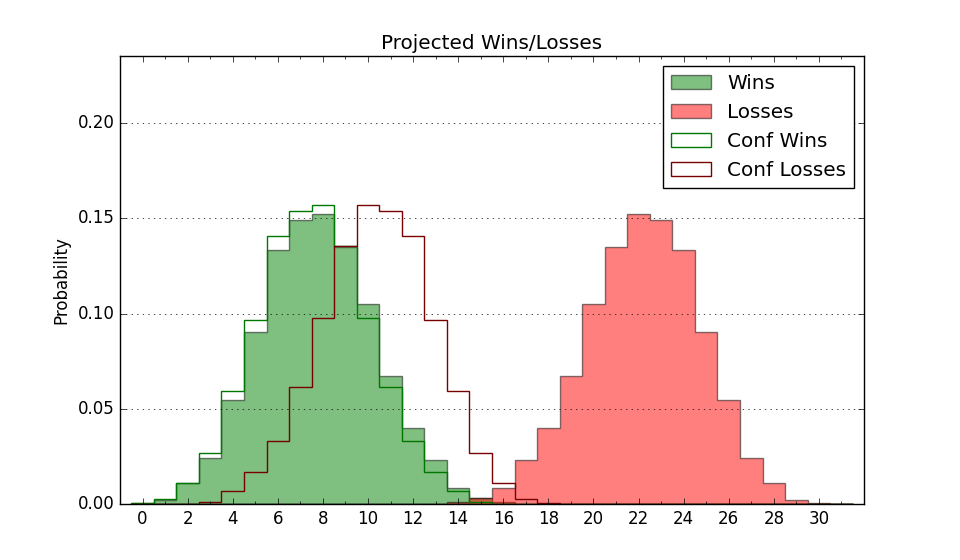 Projected Wins/Losses
Wins
Losses
Conf Wins
Conf Losses
Probability
0.20
0.15
0.10
0.05
0.00
0 2 4 6 8 10 12 14 16 18 20 22 24 26 28 30